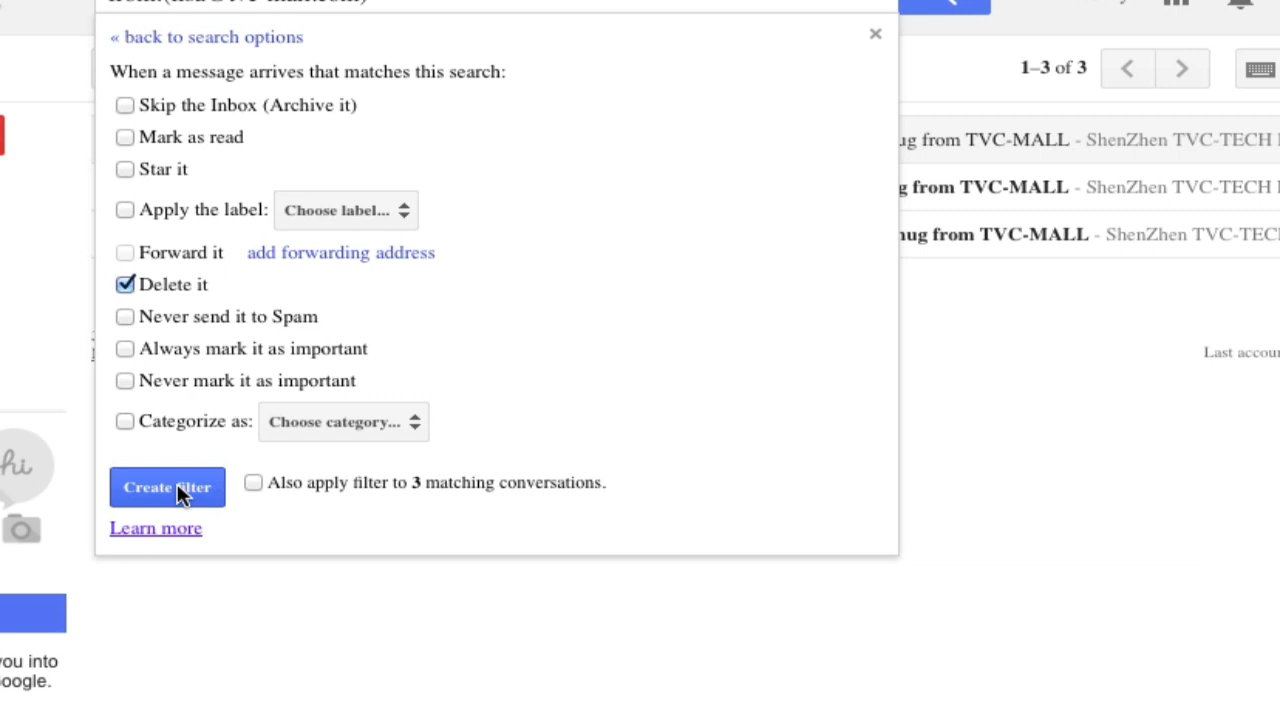 « back to search options
When a message arrives that matches this search:
1–3 of 3
Skip the Inbox (Archive it)
Mark as read
from TVC-MALL - ShenZhen TVC-TECH
Star it
from TVC-MALL - ShenZhen TVC-TECH
Apply the label: Choose label...
from TVC-MALL - ShenZhen
Forward it add forwarding address
Delete it
Never send it to Spam
Always mark it as important
Last
Never mark it as important
Categorize as: Choose category...
hi
Create filter
Also apply filter to 3 matching conversations.
Learn more
you into
Google.